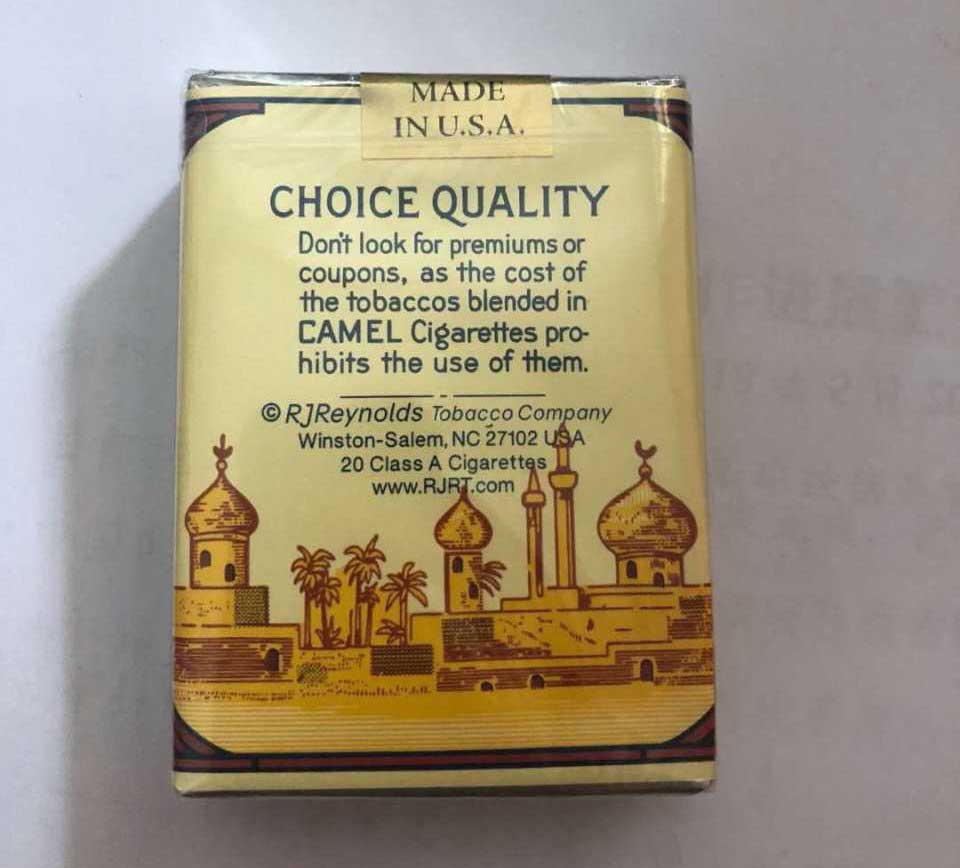 MADE
IN U.S.A.
CHOICE QUALITY
Don't look for premiums or
coupons, as the cost of
the tobaccos blended in
CAMEL Cigarettes pro-
hibits the use of them.
© RJReynolds Tobacco Company
Winston-Salem, NC 27102 USA
20 Class A Cigarettes
www.RJRT.com